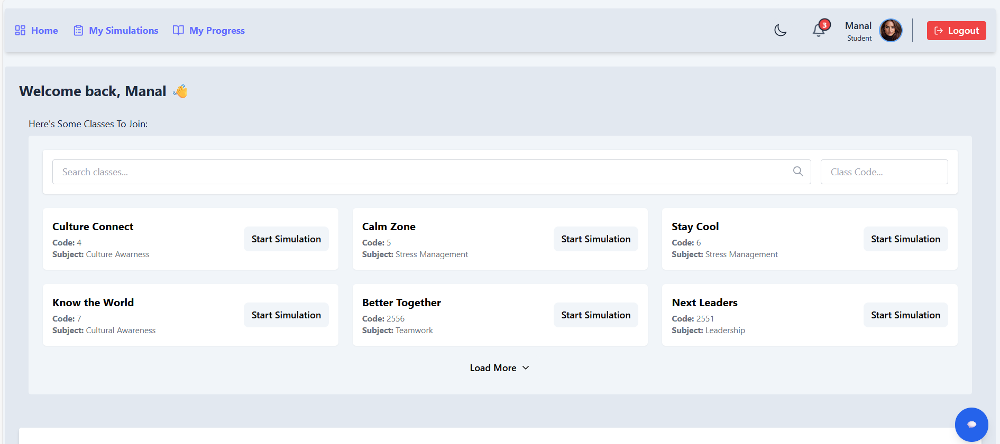 Home My Simulations My Progress 3 Manal Logout
Student
Welcome back, Manal 👋
Here's Some Classes To Join:
Search classes... Class Code...
Culture Connect
Code: 4
Subject: Culture Awarness
Start Simulation
Calm Zone
Code: 5
Subject: Stress Management
Start Simulation
Stay Cool
Code: 6
Subject: Stress Management
Start Simulation
Know the World
Code: 7
Subject: Cultural Awareness
Start Simulation
Better Together
Code: 2556
Subject: Teamwork
Start Simulation
Next Leaders
Code: 2551
Subject: Leadership
Start Simulation
Load More